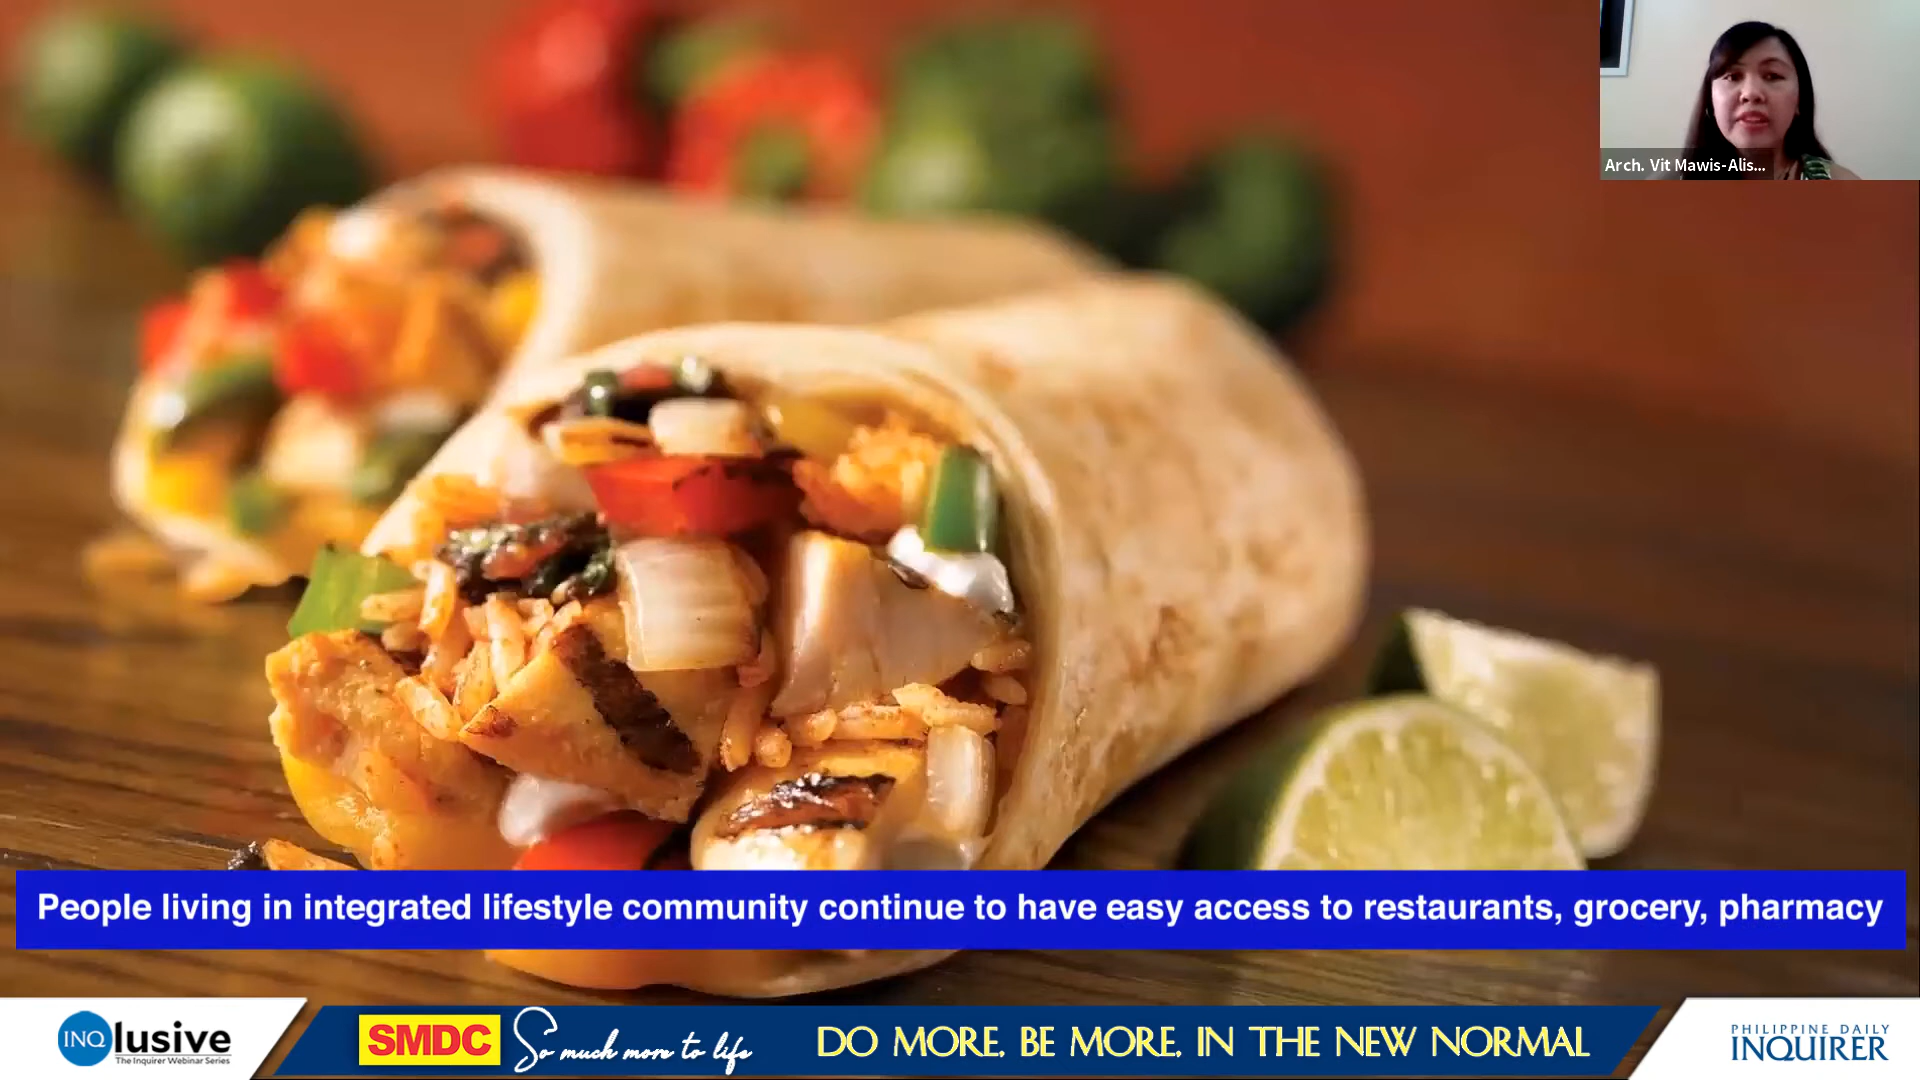 Arch. Vit Mawis-Alis...
People living in integrated lifestyle community continue to have easy access to restaurants, grocery, pharmacy
INQlusive
The Inquirer Webinar Series
SMDC So much more to life
DO MORE. BE MORE. IN THE NEW NORMAL
PHILIPPINE DAILY
INQUIRER